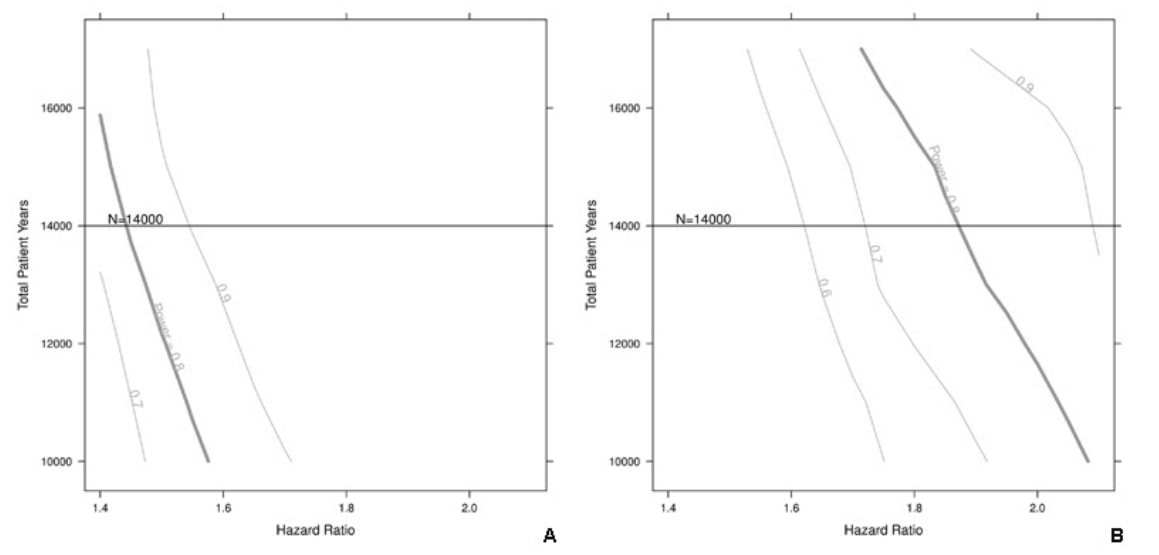 16000
14000
12000
10000
Total Patient Years
N=14000
0.9
Power = 0.8
0.7
1.4 1.6 1.8 2.0
Hazard Ratio
A
16000
14000
12000
10000
Total Patient Years
N=14000
0.9
Power = 0.8
0.7
0.6
1.4 1.6 1.8 2.0
Hazard Ratio
B